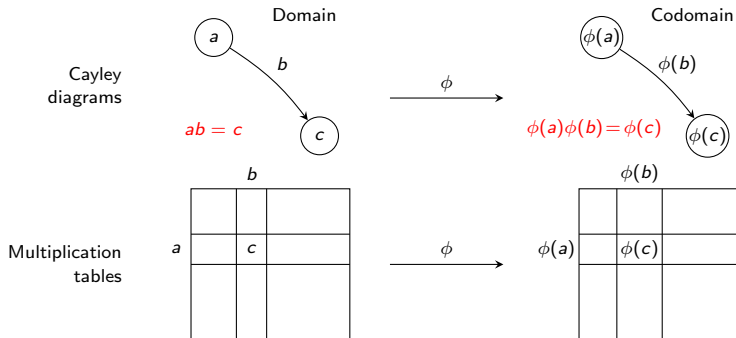 Domain
Codomain
a
b
c
ab = c
Cayley
diagrams
ϕ
ϕ(a)
ϕ(b)
ϕ(c)
ϕ(a)ϕ(b)=ϕ(c)
b
a
c
Multiplication
tables
ϕ
ϕ(b)
ϕ(a)
ϕ(c)